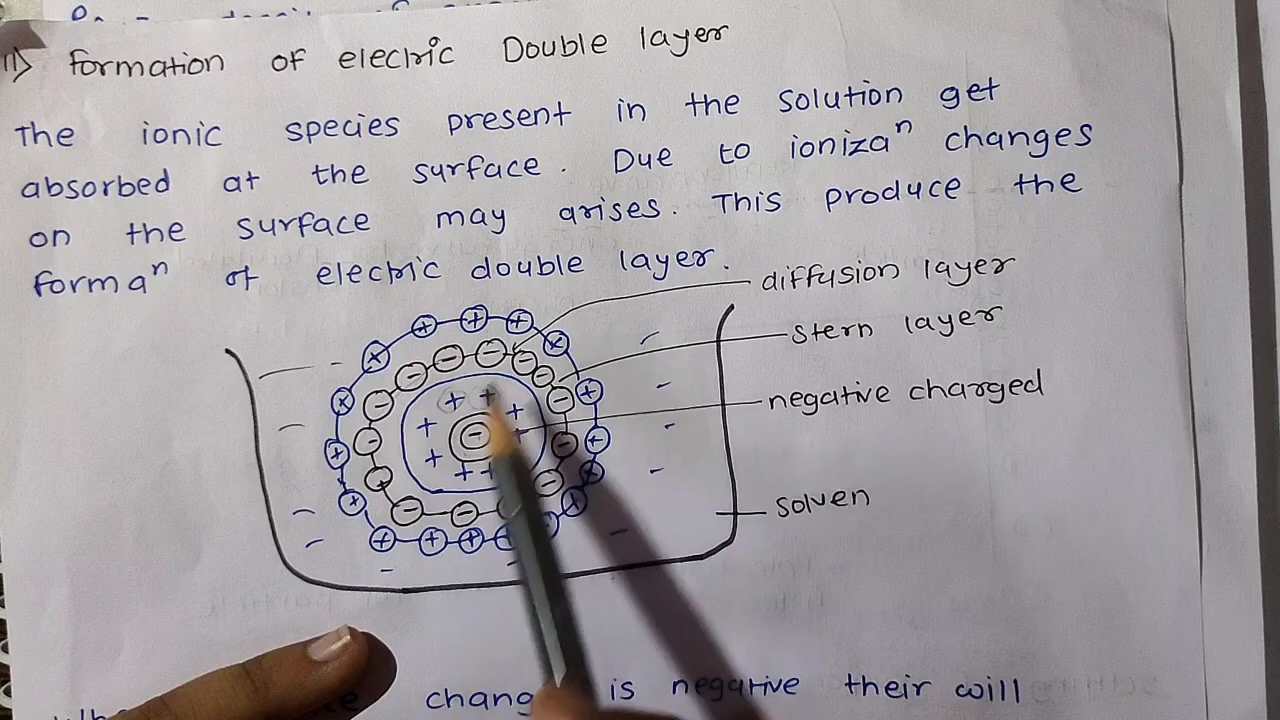 11) formation of electric Double layer
The ionic species present in the solution get
absorbed at the surface. Due to ionizaⁿ changes
on the surface may arises. This produce the
formaⁿ of electric double layer.
diffusion layer
stern layer
negative charged
solven
chang is negative their will